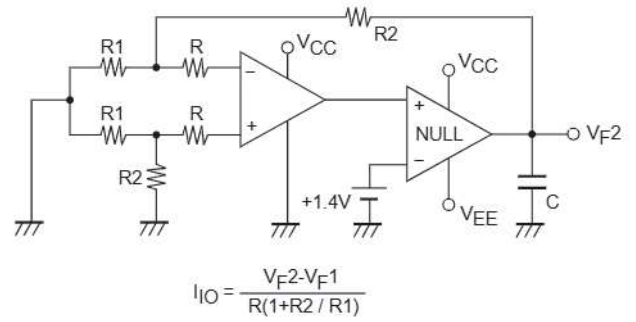 R2
R1
R
VCC
VCC
−
+
R1
R
+
NULL
−
VF2
R2
+1.4V
VEE
C
IIO = VF2-VF1 / R(1+R2 / R1)